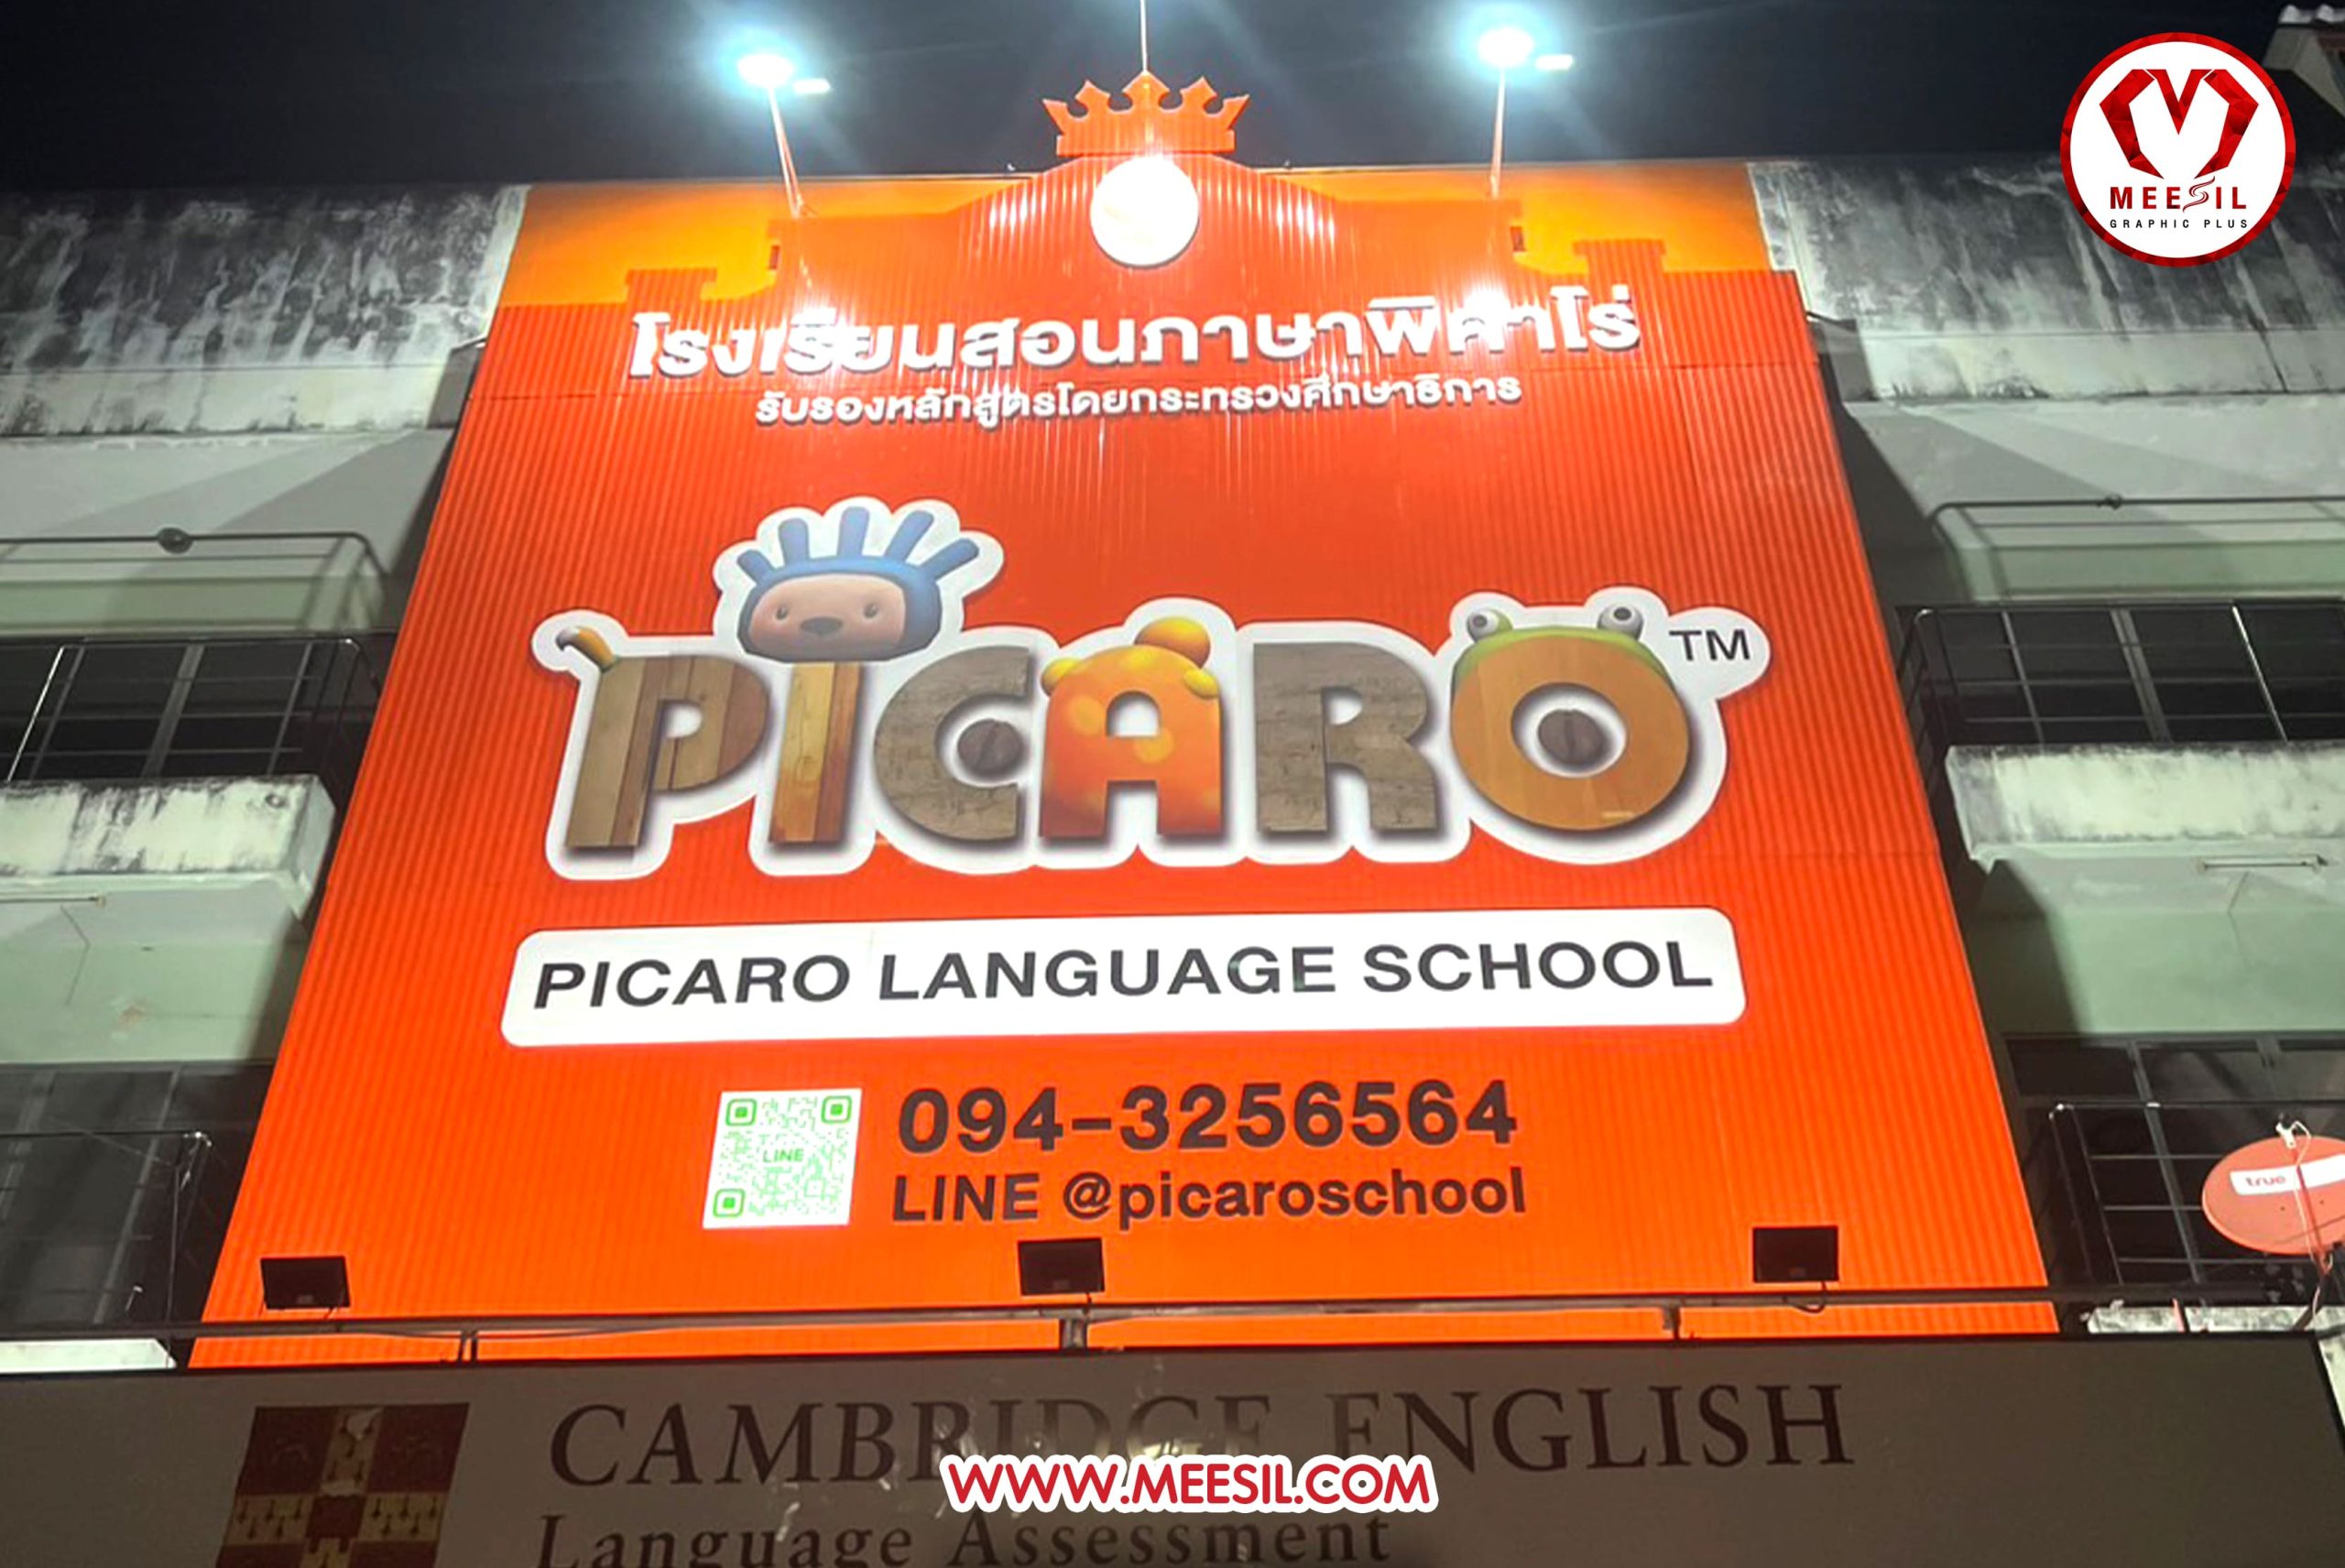 MEESIL
GRAPHIC PLUS
โรงเรียนสอนภาษาพิคาโร่
รับรองหลักสูตรโดยกระทรวงศึกษาธิการ
PICARO TM
PICARO LANGUAGE SCHOOL
LINE
094-3256564
LINE @picaroschool
true
CAMBRIDGE ENGLISH
Language Assessment
WWW.MEESIL.COM